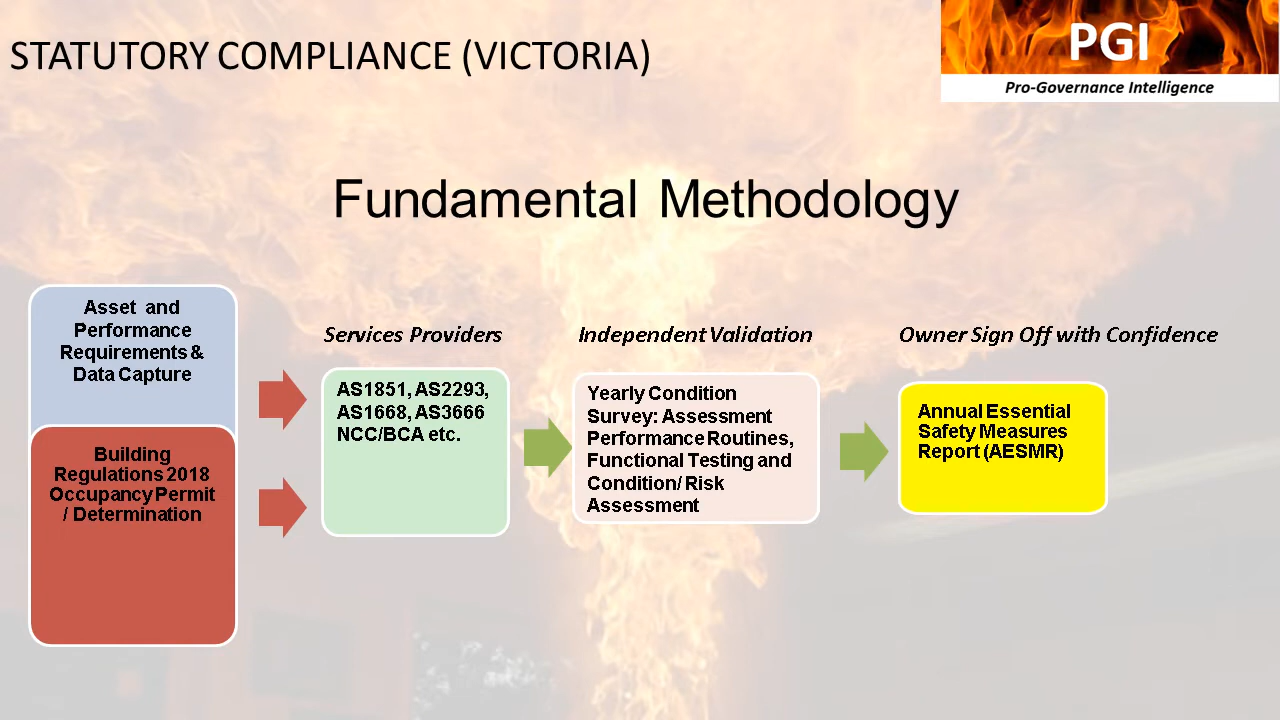 STATUTORY COMPLIANCE (VICTORIA)
PGI
Pro-Governance Intelligence
Fundamental Methodology
Asset and
Performance
Requirements &
Data Capture
Building
Regulations 2018
Occupancy Permit
/ Determination
Services Providers
AS1851, AS2293,
AS1668, AS3666
NCC/BCA etc.
Independent Validation
Yearly Condition
Survey: Assessment
Performance Routines,
Functional Testing and
Condition/ Risk
Assessment
Owner Sign Off with Confidence
Annual Essential
Safety Measures
Report (AESMR)